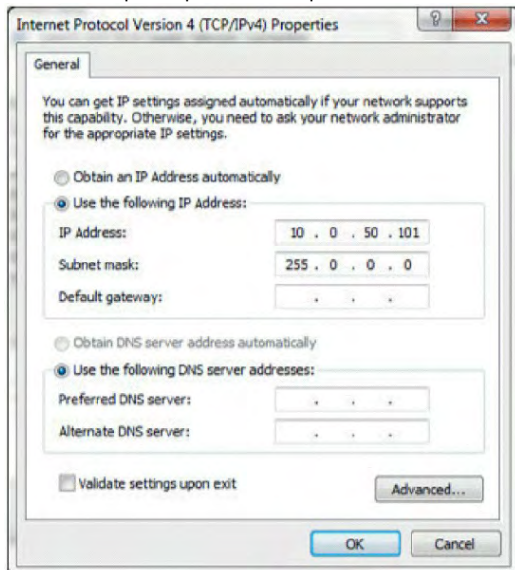 Internet Protocol Version 4 (TCP/IPv4) Properties
General
You can get IP settings assigned automatically if your network supports
this capability. Otherwise, you need to ask your network administrator
for the appropriate IP settings.
Obtain an IP Address automatically
Use the following IP Address:
IP Address: 10 . 0 . 50 . 101
Subnet mask: 255 . 0 . 0 . 0
Default gateway: . . .
Obtain DNS server address automatically
Use the following DNS server addresses:
Preferred DNS server: . . .
Alternate DNS server: . . .
Validate settings upon exit
Advanced...
OK Cancel